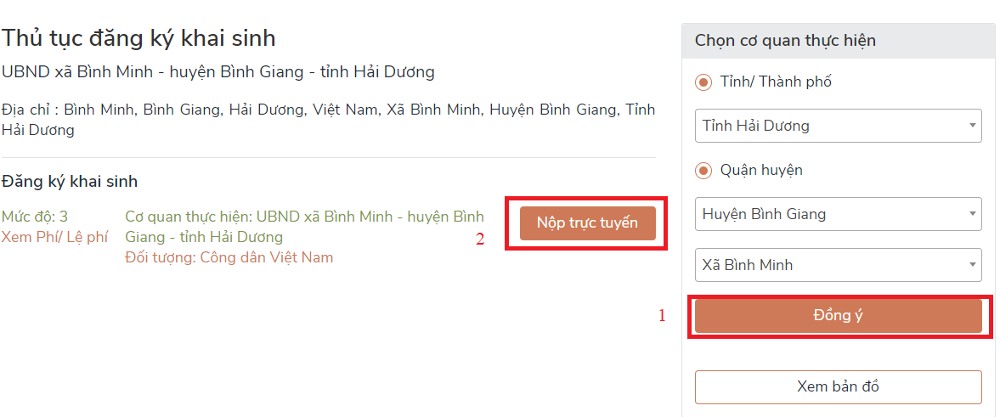 Thủ tục đăng ký khai sinh
UBND xã Bình Minh - huyện Bình Giang - tỉnh Hải Dương
Địa chỉ : Bình Minh, Bình Giang, Hải Dương, Việt Nam, Xã Bình Minh, Huyện Bình Giang, Tỉnh
Hải Dương
Đăng ký khai sinh
Mức độ: 3
Xem Phí/ Lệ phí
Cơ quan thực hiện: UBND xã Bình Minh - huyện Bình
Giang - tỉnh Hải Dương
Đối tượng: Công dân Việt Nam
2
Nộp trực tuyến
Chọn cơ quan thực hiện
Tỉnh/ Thành phố
Tỉnh Hải Dương
Quận huyện
Huyện Bình Giang
Xã Bình Minh
1
Đồng ý
Xem bản đồ